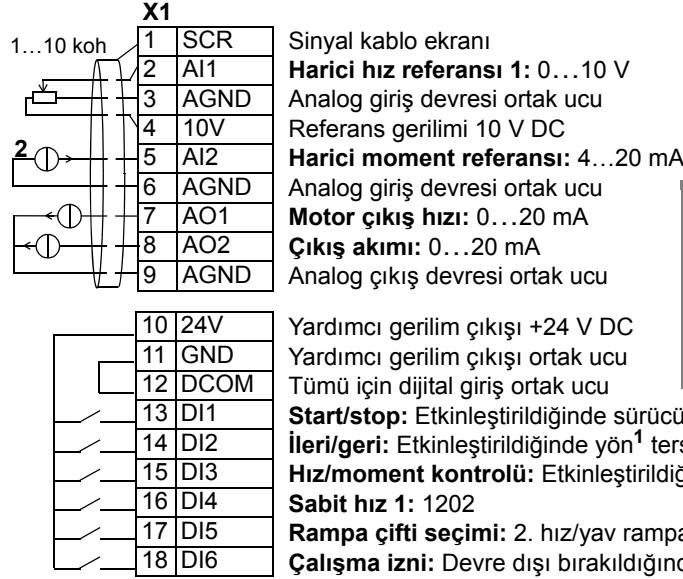 X1
1…10 koh
1 SCR Sinyal kablo ekranı
2 AI1 Harici hız referansı 1: 0…10 V
3 AGND Analog giriş devresi ortak ucu
4 10V Referans gerilimi 10 V DC
2 5 AI2 Harici moment referansı: 4…20 mA
6 AGND Analog giriş devresi ortak ucu
7 AO1 Motor çıkış hızı: 0…20 mA
8 AO2 Çıkış akımı: 0…20 mA
9 AGND Analog çıkış devresi ortak ucu
10 24V Yardımcı gerilim çıkışı +24 V DC
11 GND Yardımcı gerilim çıkışı ortak ucu
12 DCOM Tümü için dijital giriş ortak ucu
13 DI1 Start/stop: Etkinleştirildiğinde sürücü
14 DI2 İleri/geri: Etkinleştirildiğinde yön1
15 DI3 Hız/moment kontrolü:
16 DI4 Sabit hız 1: 1202
17 DI5 Rampa çifti seçimi: 2. hız/yav
18 DI6 Çalışma izni: Devre dışı